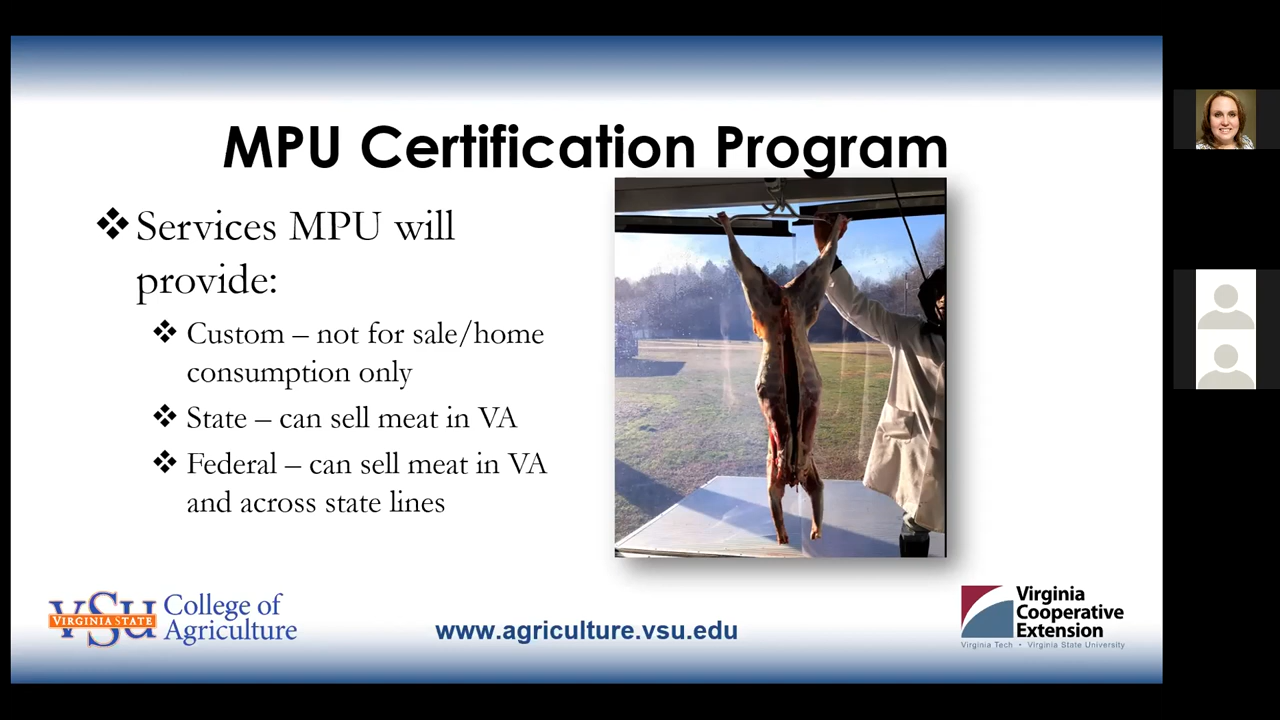 MPU Certification Program
❖ Services MPU will
provide:
❖ Custom – not for sale/home
consumption only
❖ State – can sell meat in VA
❖ Federal – can sell meat in VA
and across state lines
VSU
VIRGINIA STATE
College of
Agriculture
www.agriculture.vsu.edu
Virginia
Cooperative
Extension
Virginia Tech • Virginia State University